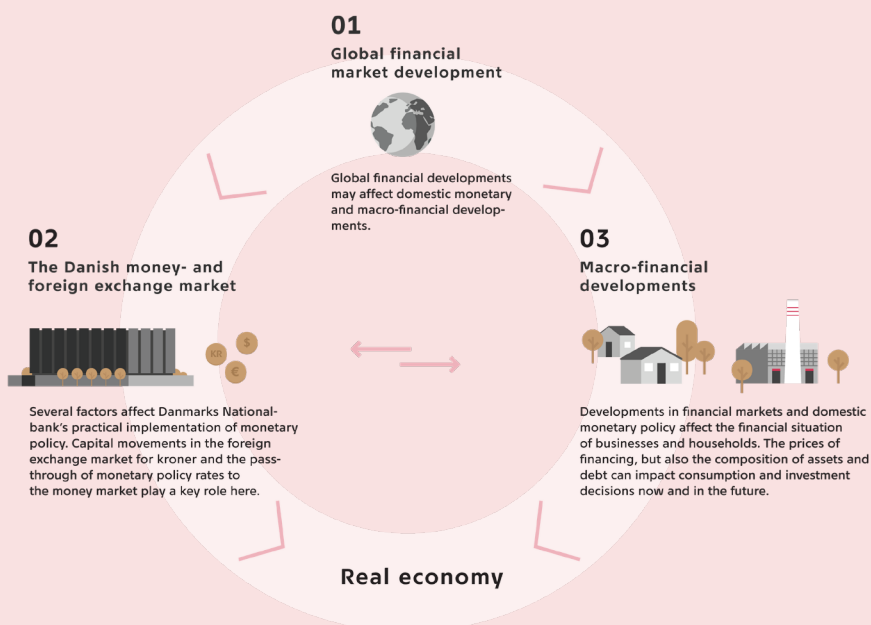 01
Global financial
market development
Global financial developments
may affect domestic monetary
and macro-financial develop-
ments.
02
The Danish money- and
foreign exchange market
KR
$
€
Several factors affect Danmarks National-
bank's practical implementation of monetary
policy. Capital movements in the foreign
exchange market for kroner and the pass-
through of monetary policy rates to
the money market play a key role here.
03
Macro-financial
developments
Developments in financial markets and domestic
monetary policy affect the financial situation
of businesses and households. The prices of
financing, but also the composition of assets and
debt can impact consumption and investment
decisions now and in the future.
Real economy